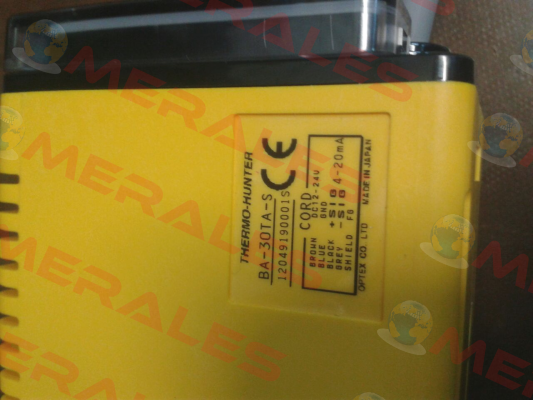 THERMO-HUNTER
BA-30TA-S
12049190001S
CE
CORD
BROWN DC12-24V
BLUE GND
BLACK +SIG
GREY -SIG
4-20mA
SHIELD FG
OPTEX CO. LTD MADE IN JAPAN
MERALES
MERALES
MERALES
MERALES